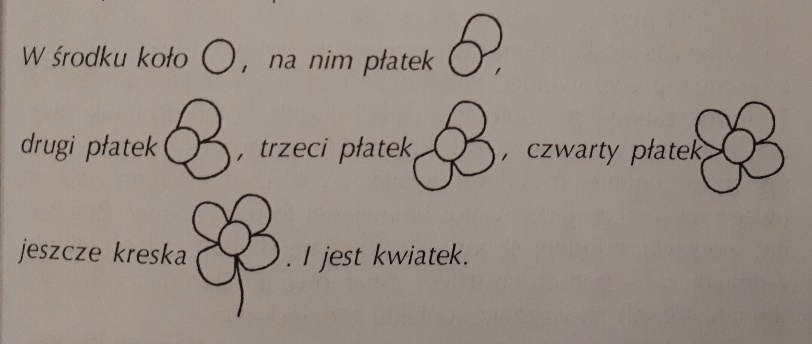 W środku koło , na nim płatek ,
drugi płatek , trzeci płatek , czwarty płatek
jeszcze kreska . I jest kwiatek.